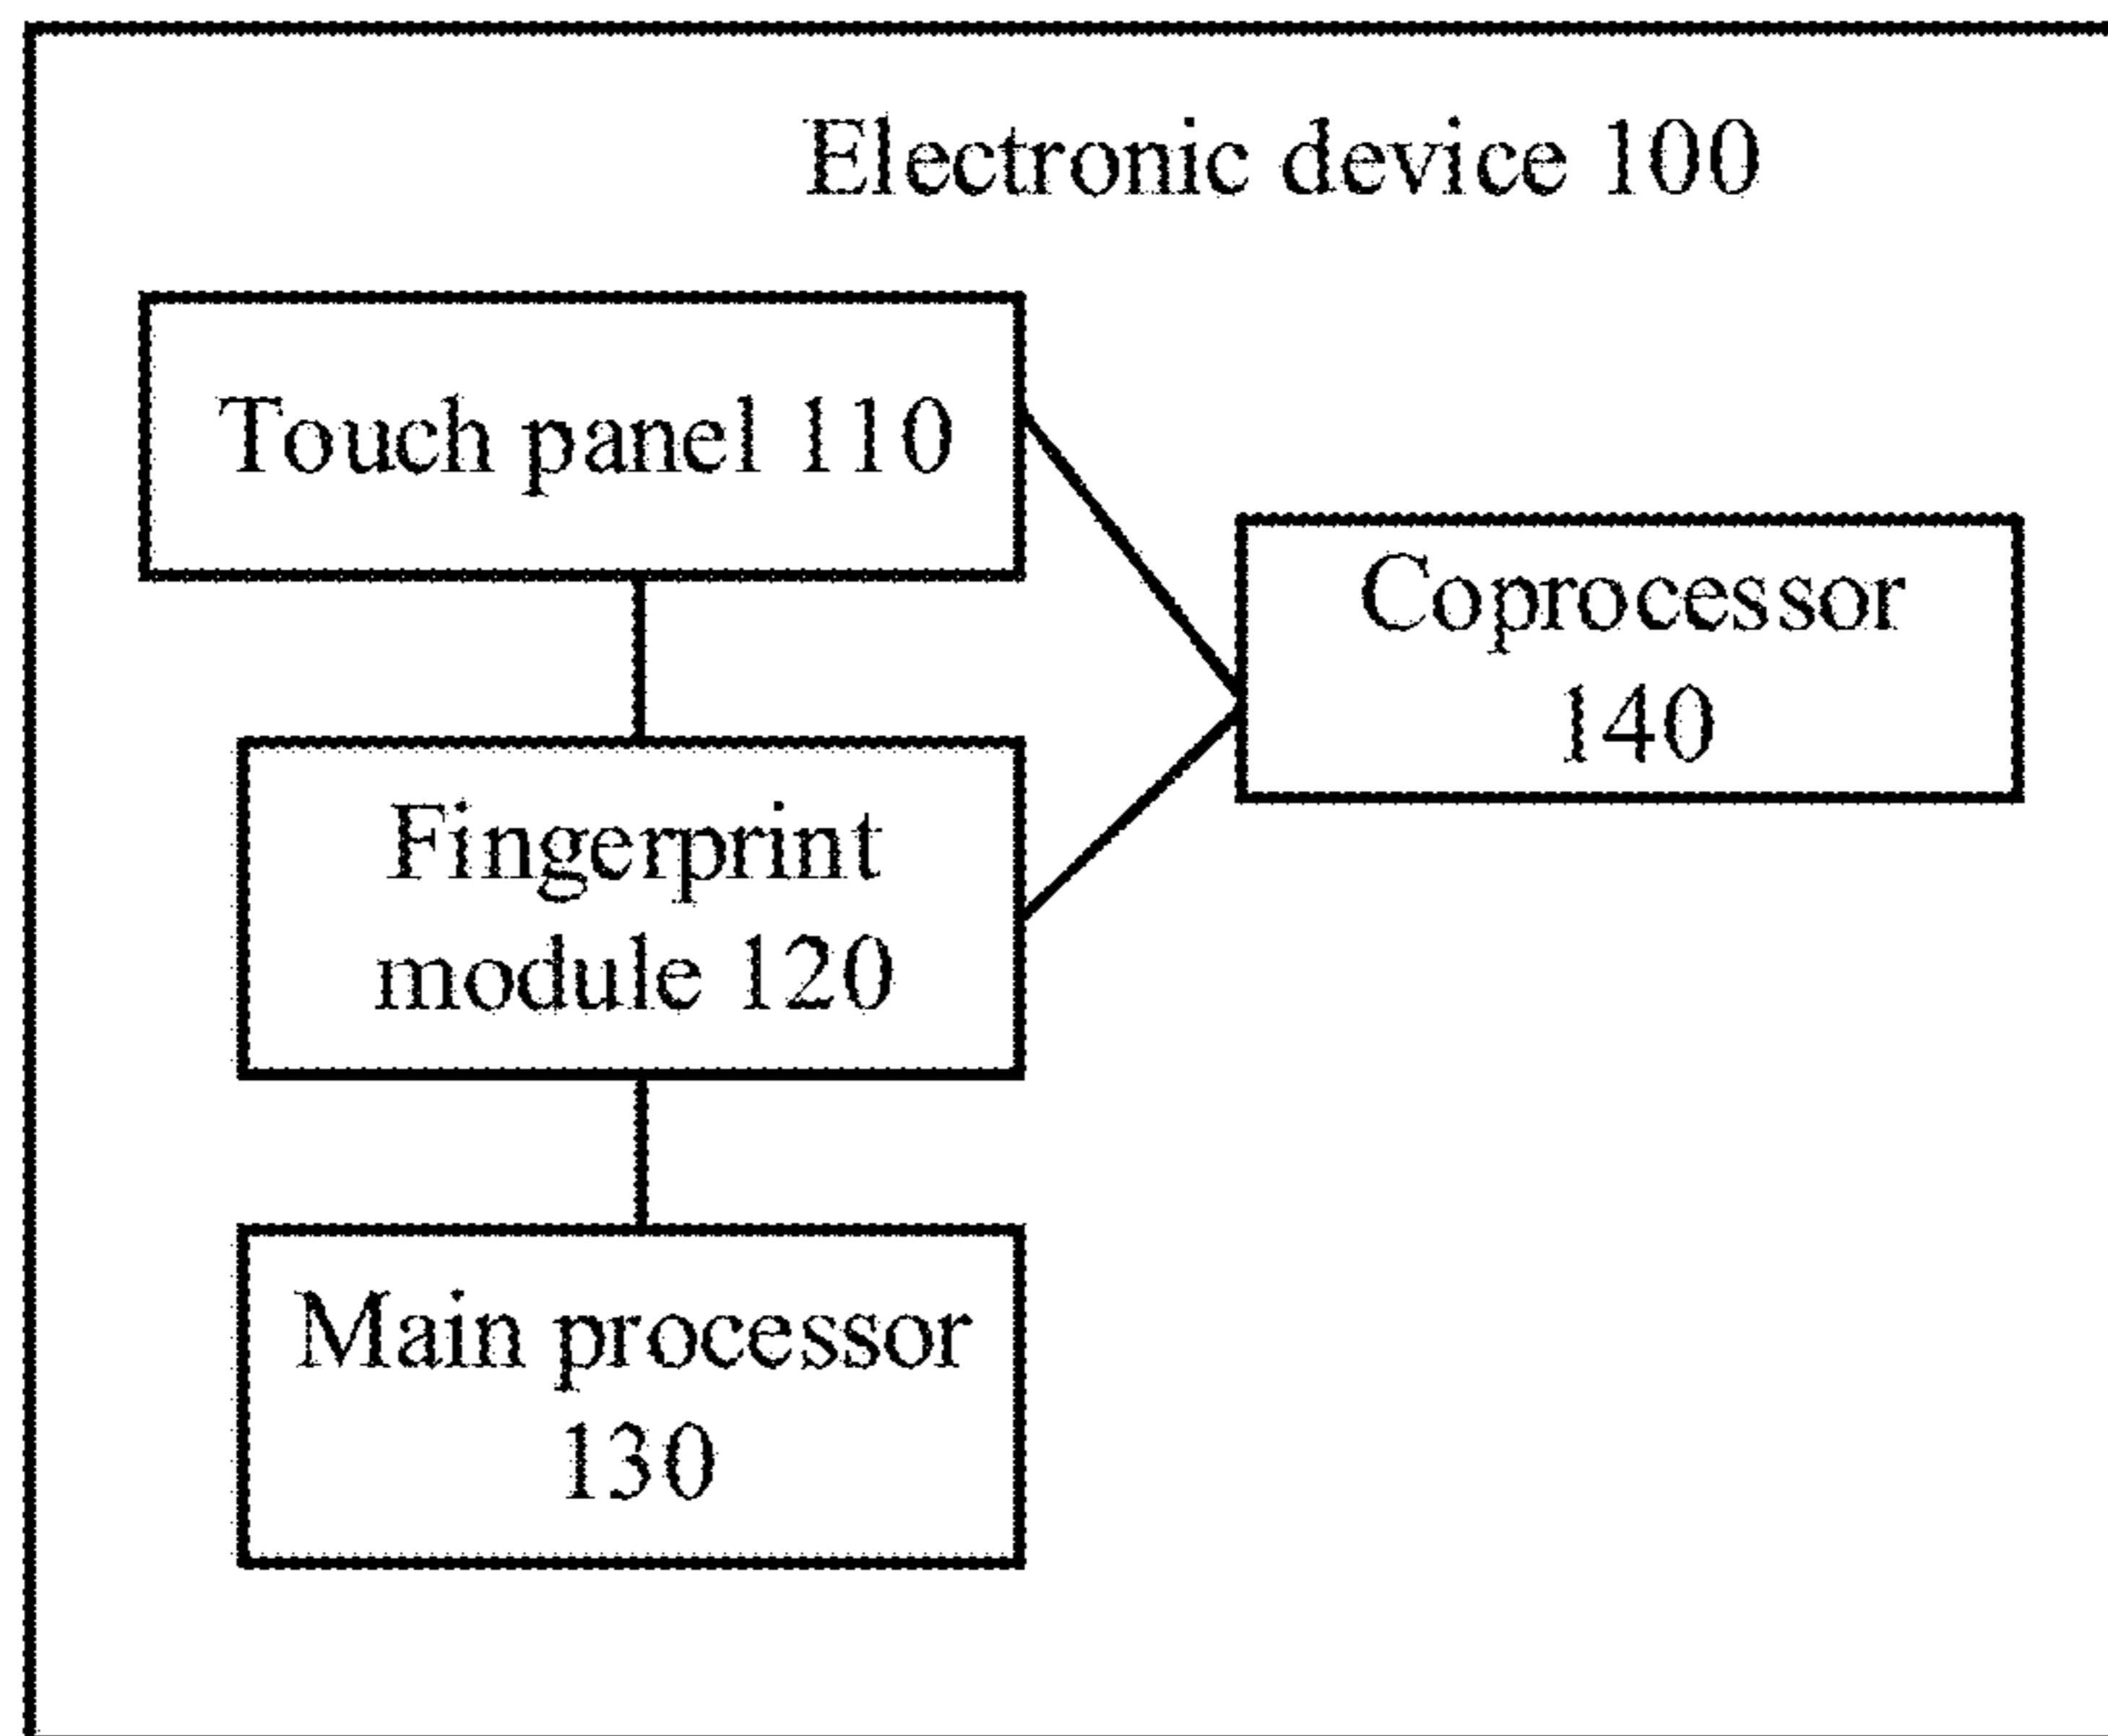 Electronic device 100
Touch panel 110
Coprocessor
140
Fingerprint
module 120
Main processor
130